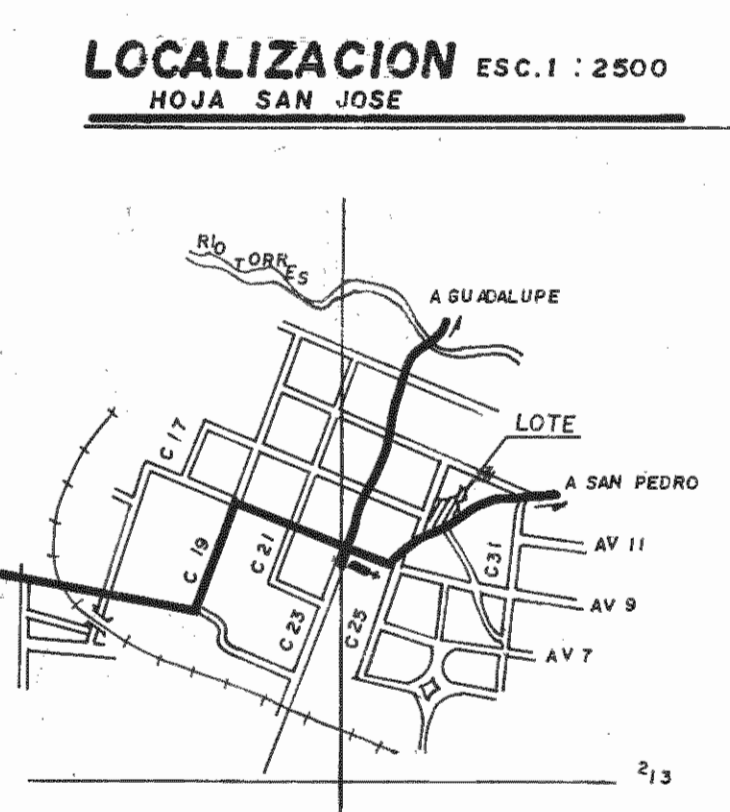 LOCALIZACION ESC.1 : 2500
HOJA SAN JOSE
RIO TORRES
A GUADALUPE
LOTE
A SAN PEDRO
C 17
C 19
C 21
C 23
C 25
C 31
AV 11
AV 9
AV 7
2/3